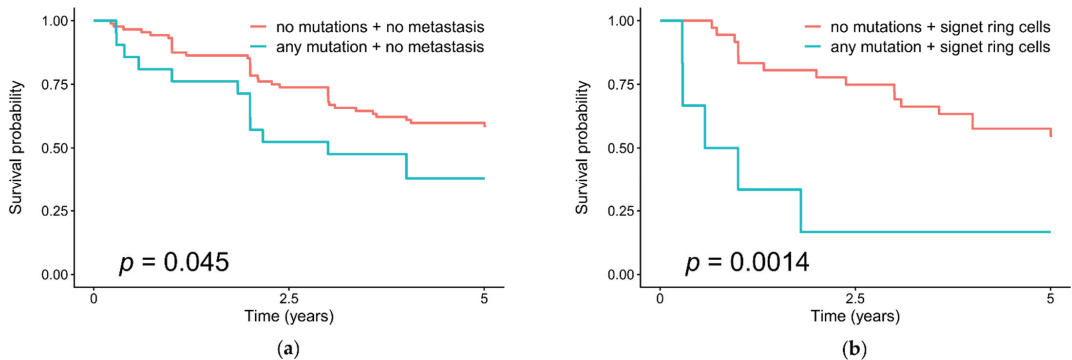 no mutations + no metastasis
any mutation + no metastasis
Survival probability
1.00
0.75
0.50
0.25
0.00
p = 0.045
0
2.5
5
Time (years)
(a)
no mutations + signet ring cells
any mutation + signet ring cells
Survival probability
1.00
0.75
0.50
0.25
0.00
p = 0.0014
0
2.5
5
Time (years)
(b)